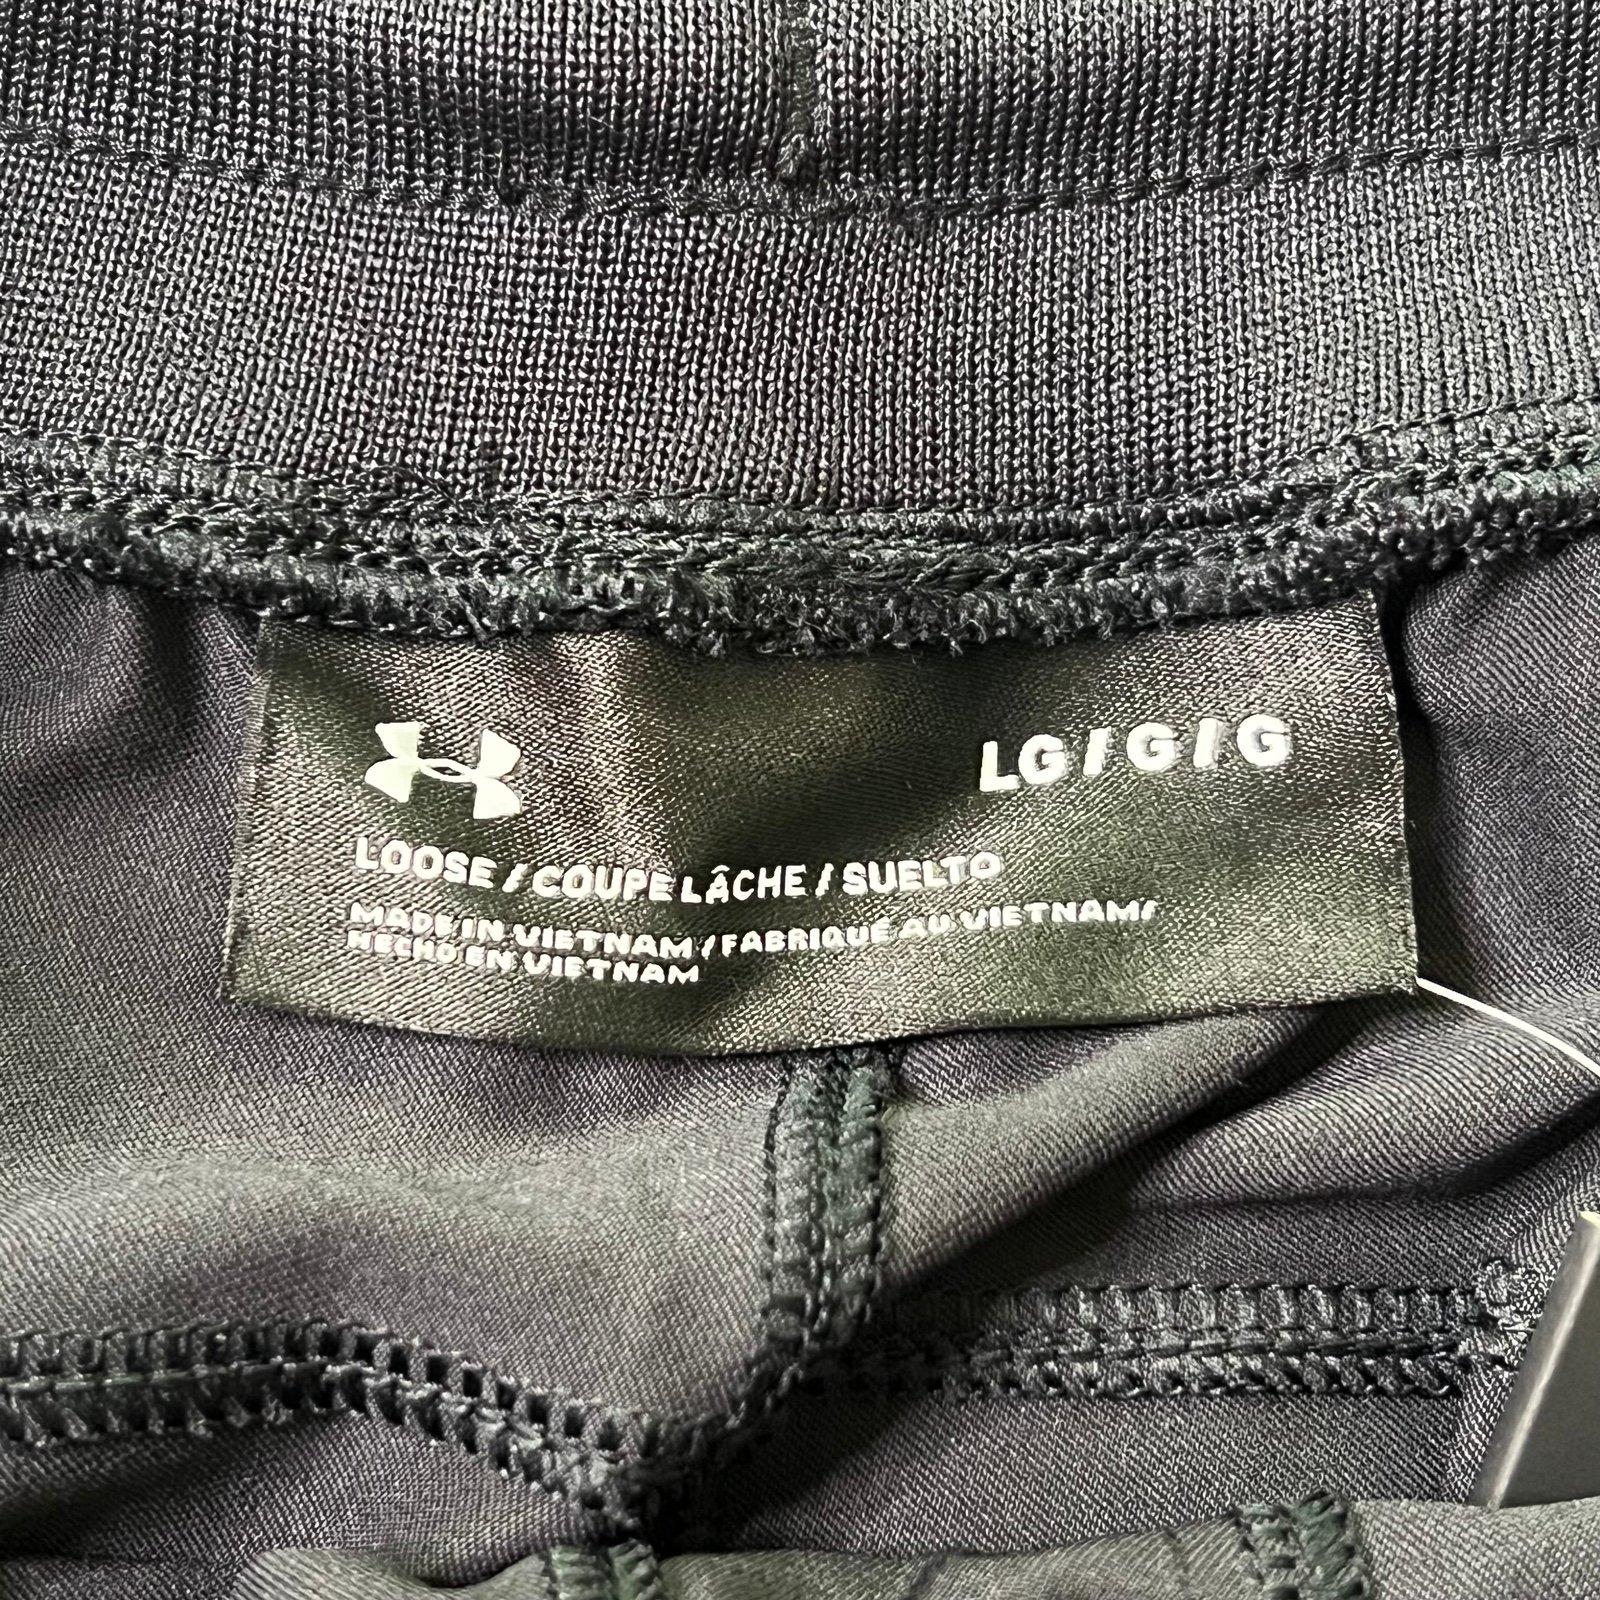 LG / G / G
LOOSE / COUPE LÂCHE / SUELTO
MADE IN VIETNAM / FABRIQUÉ AU VIETNAM/
HECHO EN VIETNAM